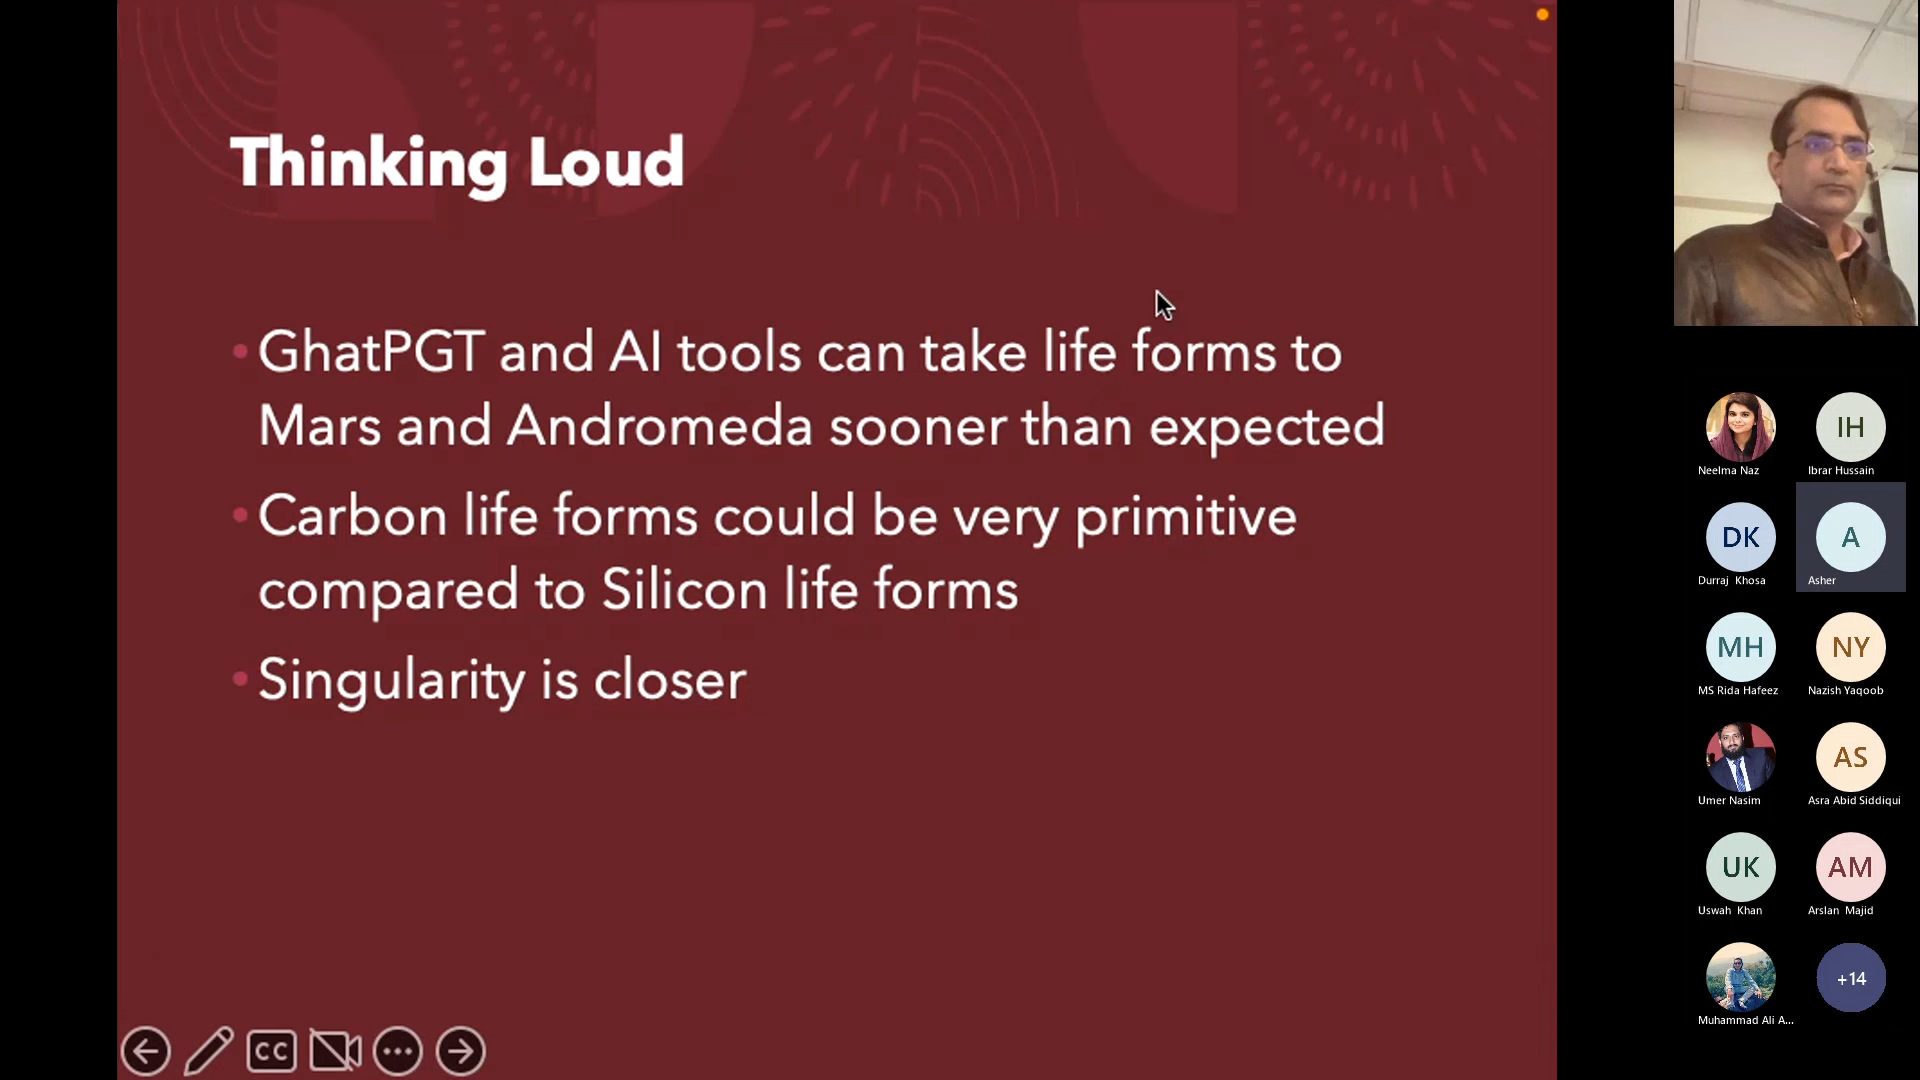 Thinking Loud
GhatPGT and AI tools can take life forms to
Mars and Andromeda sooner than expected
Carbon life forms could be very primitive
compared to Silicon life forms
Singularity is closer
CC
Neelma Naz
IH
Ibrar Hussain
DK
Durraj Khosa
A
Asher
MH
MS Rida Hafeez
NY
Nazish Yaqoob
Umer Nasim
AS
Asra Abid Siddiqui
UK
Uswah Khan
AM
Arslan Majid
Muhammad Ali A...
+14